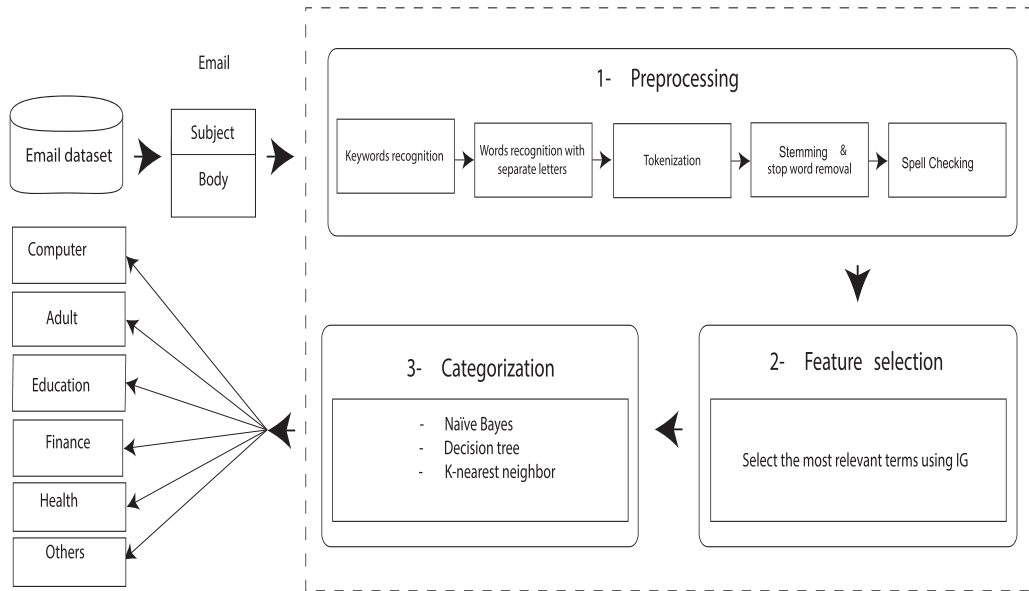 Email
Email dataset
Subject
Body
1- Preprocessing
Keywords recognition
Words recognition with
separate letters
Tokenization
Stemming &
stop word removal
Spell Checking
2- Feature selection
Select the most relevant terms using IG
3- Categorization
- Naïve Bayes
- Decision tree
- K-nearest neighbor
Computer
Adult
Education
Finance
Health
Others